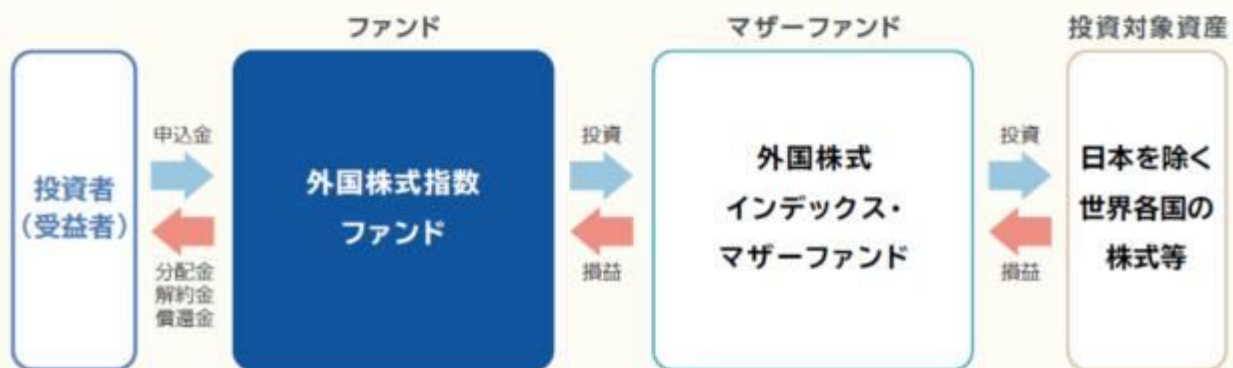 ファンド
マザーファンド
投資対象資産
投資者
(受益者)
申込金
分配金
解約金
償還金
外国株式指数
ファンド
投資
損益
外国株式
インデックス・
マザーファンド
投資
損益
日本を除く
世界各国の
株式等